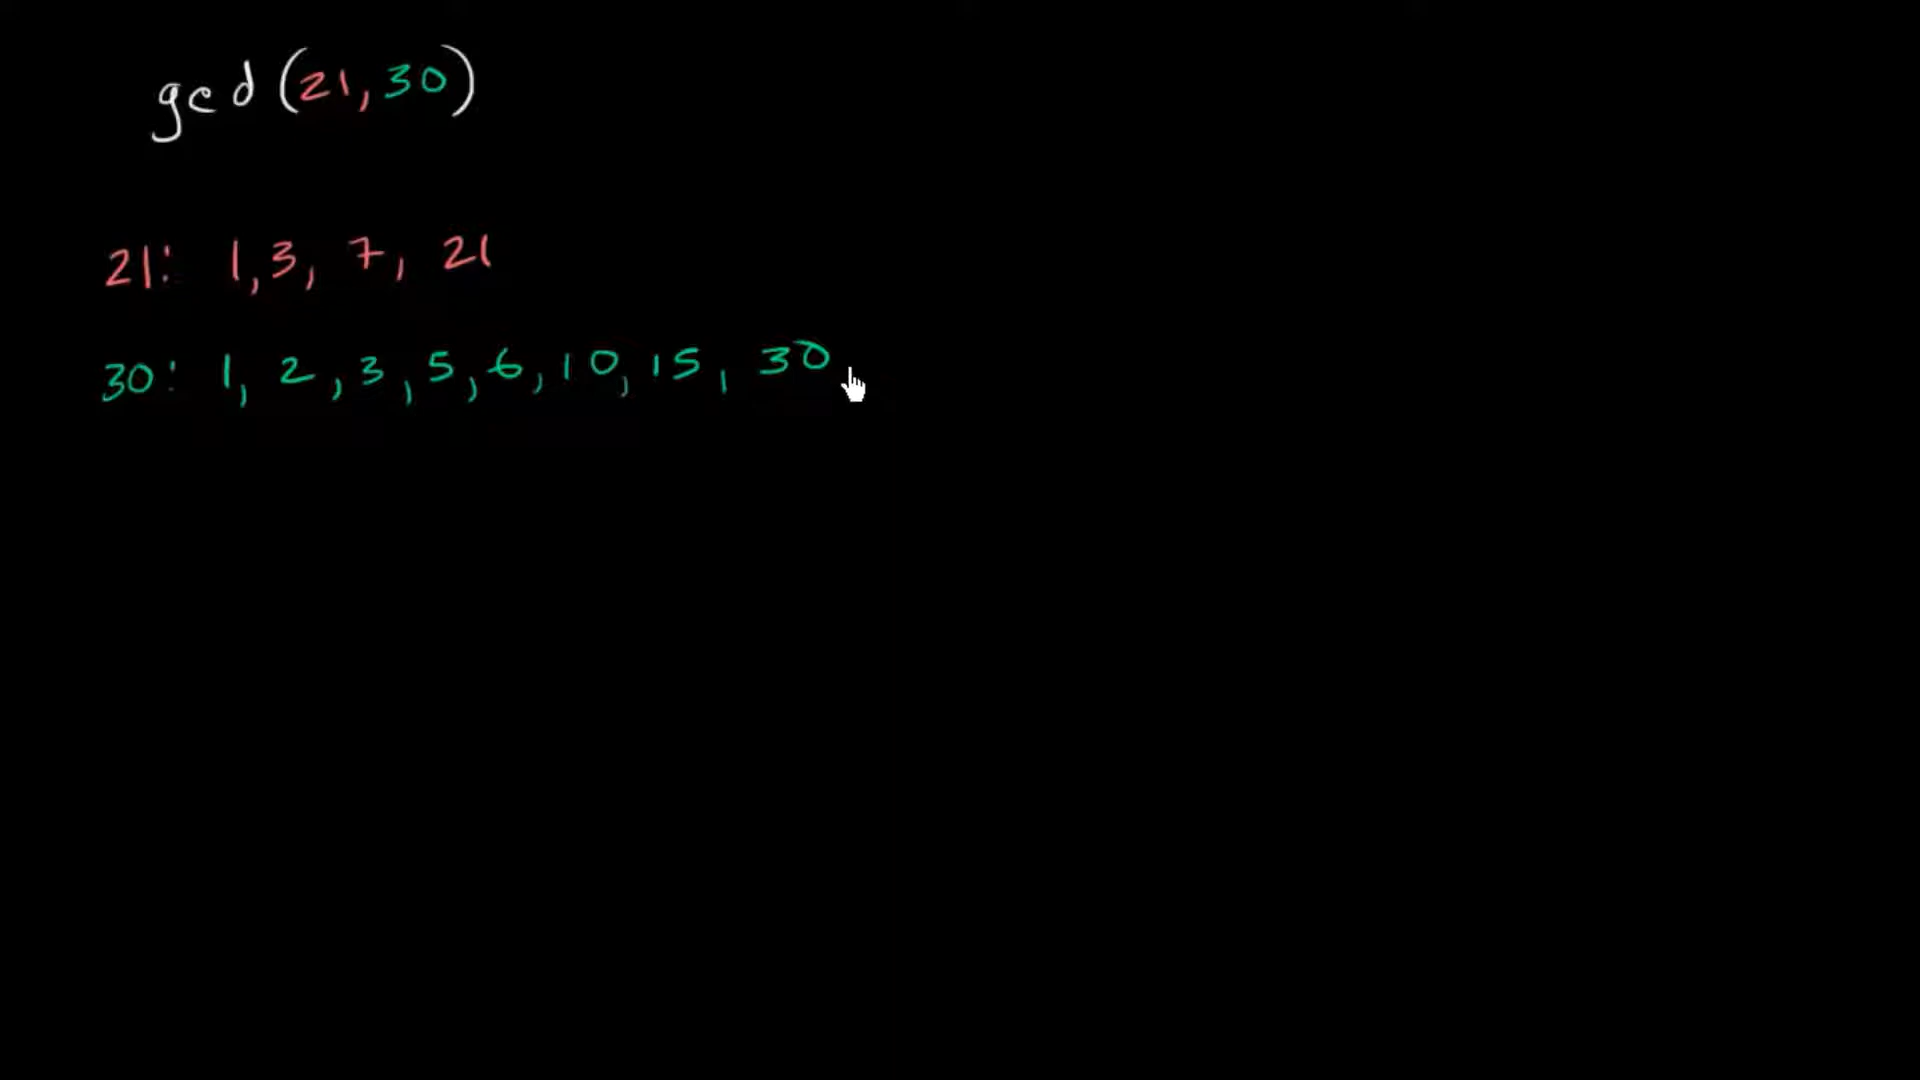 gcd (21, 30)
21: 1, 3, 7, 21
30: 1, 2, 3, 5, 6, 10, 15, 30